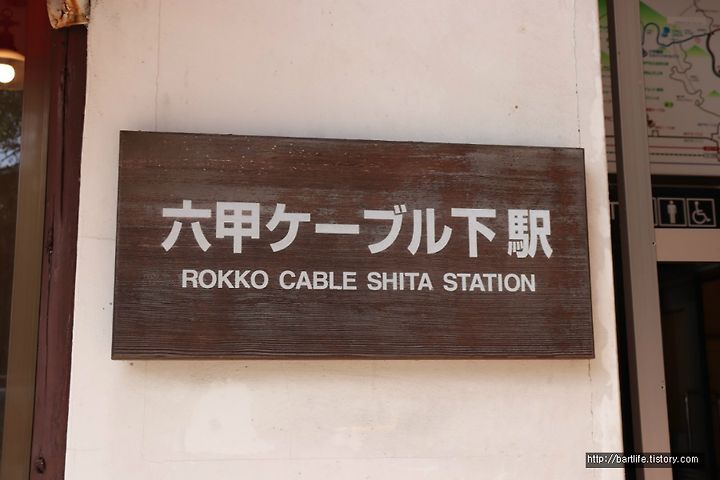 六甲ケーブル下駅
ROKKO CABLE SHITA STATION
http://bartlife.tistory.com